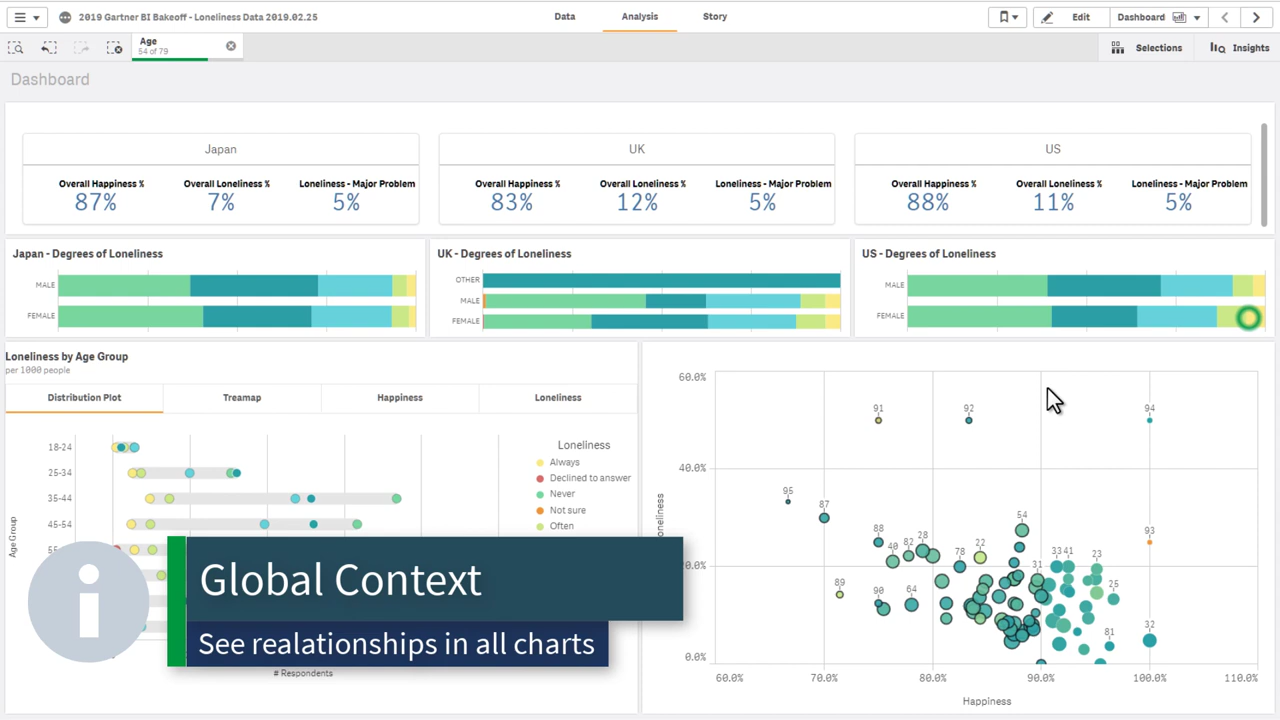 2019 Gartner BI Bakeoff - Loneliness Data 2019.02.25
Data
Analysis
Story
Edit
Dashboard
Age
54 of 79
Selections
Insights
Dashboard
Japan
Overall Happiness %
Overall Loneliness %
Loneliness - Major Problem
87%
7%
5%
UK
Overall Happiness %
Overall Loneliness %
Loneliness - Major Problem
83%
12%
5%
US
Overall Happiness %
Overall Loneliness %
Loneliness - Major Problem
88%
11%
5%
Japan - Degrees of Loneliness
MALE
FEMALE
UK - Degrees of Loneliness
OTHER
MALE
FEMALE
US - Degrees of Loneliness
MALE
FEMALE
Loneliness by Age Group
per 1000 people
Distribution Plot
Treamap
Happiness
Loneliness
18-24
25-34
35-44
45-54
Age Group
Loneliness
Always
Declined to answer
Never
Not sure
Often
# Respondents
Global Context
See realationships in all charts
60.0%
40.0%
20.0%
0.0%
91
92
94
95
87
54
93
88
40
82
28
22
78
33
41
31
23
89
90
64
25
81
32
60.0%
70.0%
80.0%
90.0%
100.0%
110.0%
Happiness